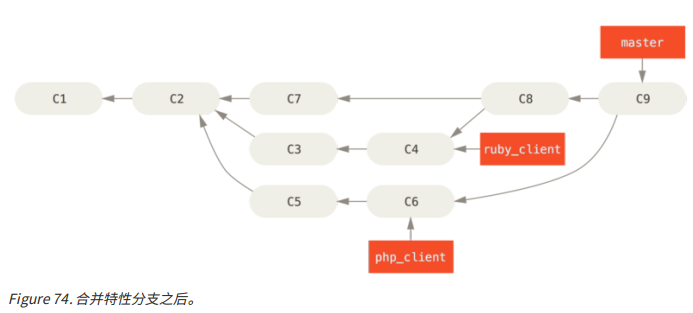 master
C1
C2
C7
C8
C9
C3
C4
ruby_client
C5
C6
php_client
Figure 74. 合并特性分支之后。